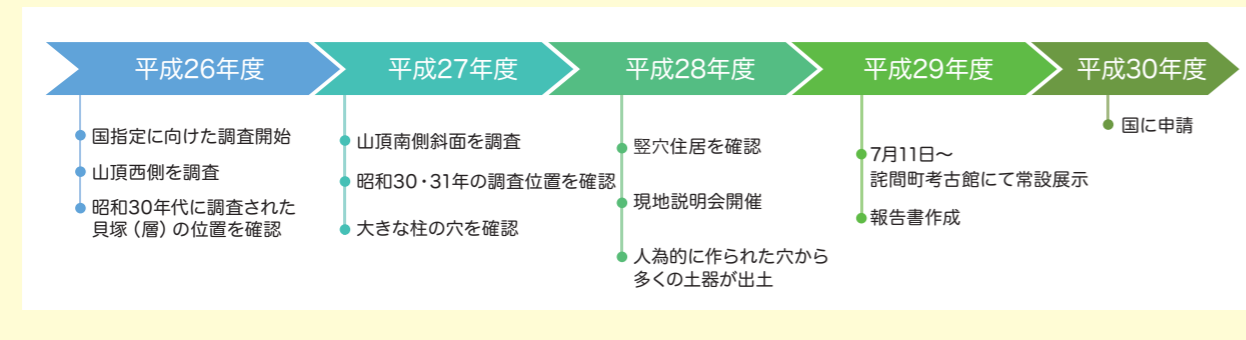 平成26年度
国指定に向けた調査開始
山頂西側を調査
昭和30年代に調査された
貝塚（層）の位置を確認
平成27年度
山頂南側斜面を調査
昭和30・31年の調査位置を確認
大きな柱の穴を確認
平成28年度
竪穴住居を確認
現地説明会開催
人為的に作られた穴から
多くの土器が出土
平成29年度
7月11日～
詫間町考古館にて常設展示
報告書作成
平成30年度
国に申請